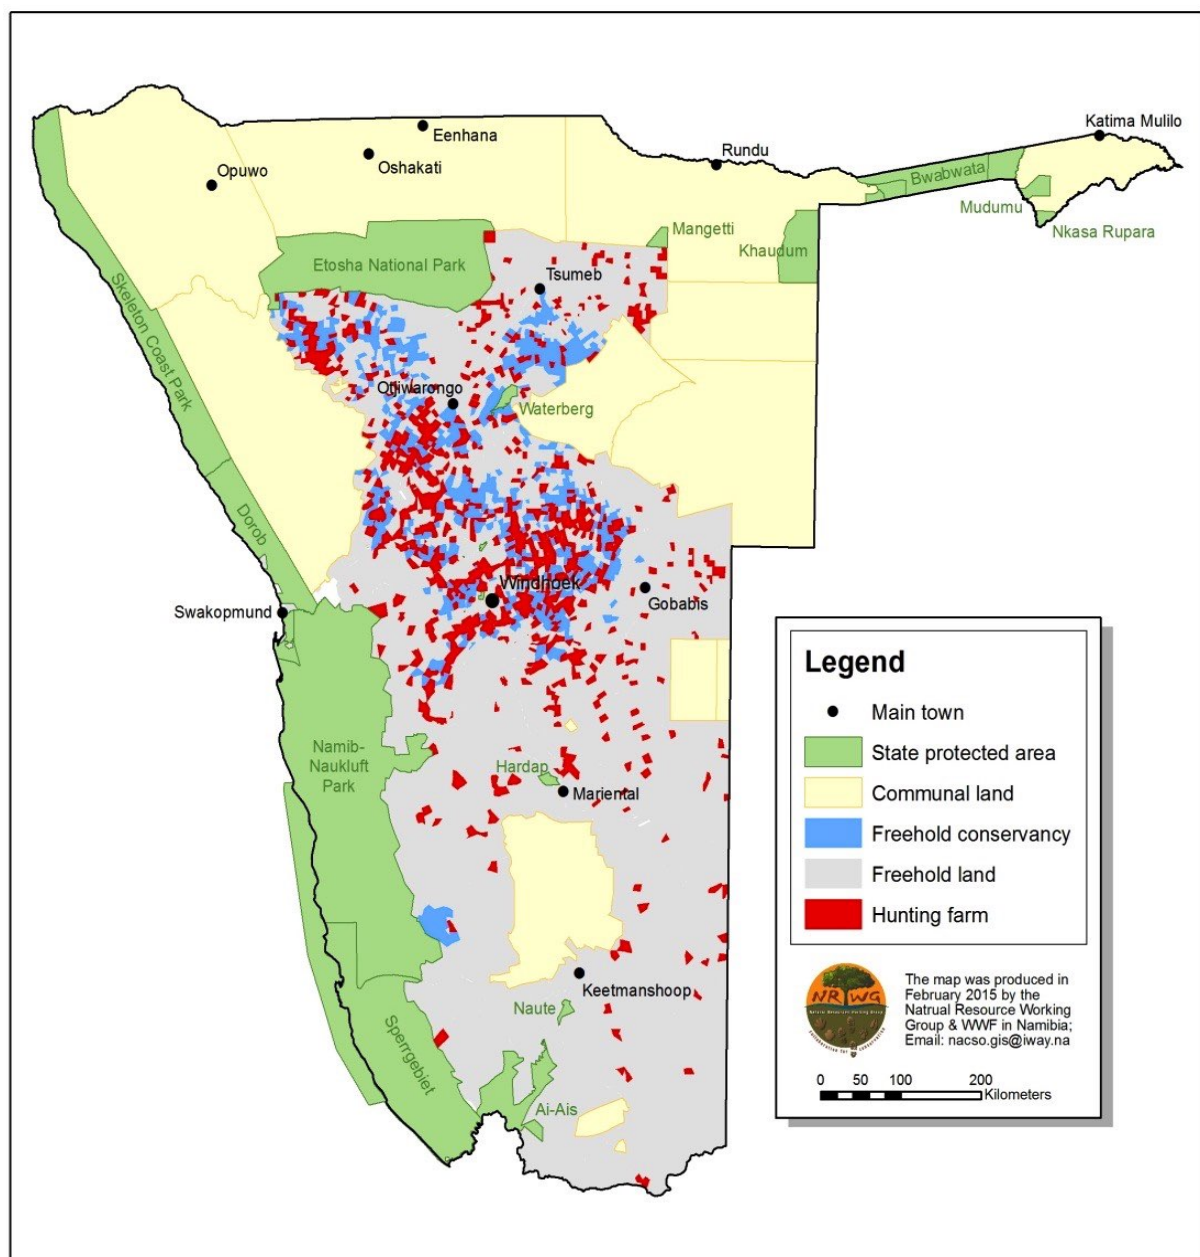 Katima Mulilo
Eenhana
Rundu
Oshakati
Opuwo
Bwabwata
Mudumu
Nkasa Rupara
Mangetti
Khaudum
Etosha National Park
Tsumeb
Skeleton Coast Park
Otjiwarongo
Waterberg
Dorob
Windhoek
Gobabis
Swakopmund
Namib-
Naukluft
Park
Hardap
Mariental
Keetmanshoop
Naute
Sperrgebiet
Ai-Ais
Legend
Main town
State protected area
Communal land
Freehold conservancy
Freehold land
Hunting farm
NRWG
Natural Resources Working Group
The map was produced in
February 2015 by the
Natrual Resource Working
Group & WWF in Namibia;
Email: nacso.gis@iway.na
0 50 100 200
Kilometers